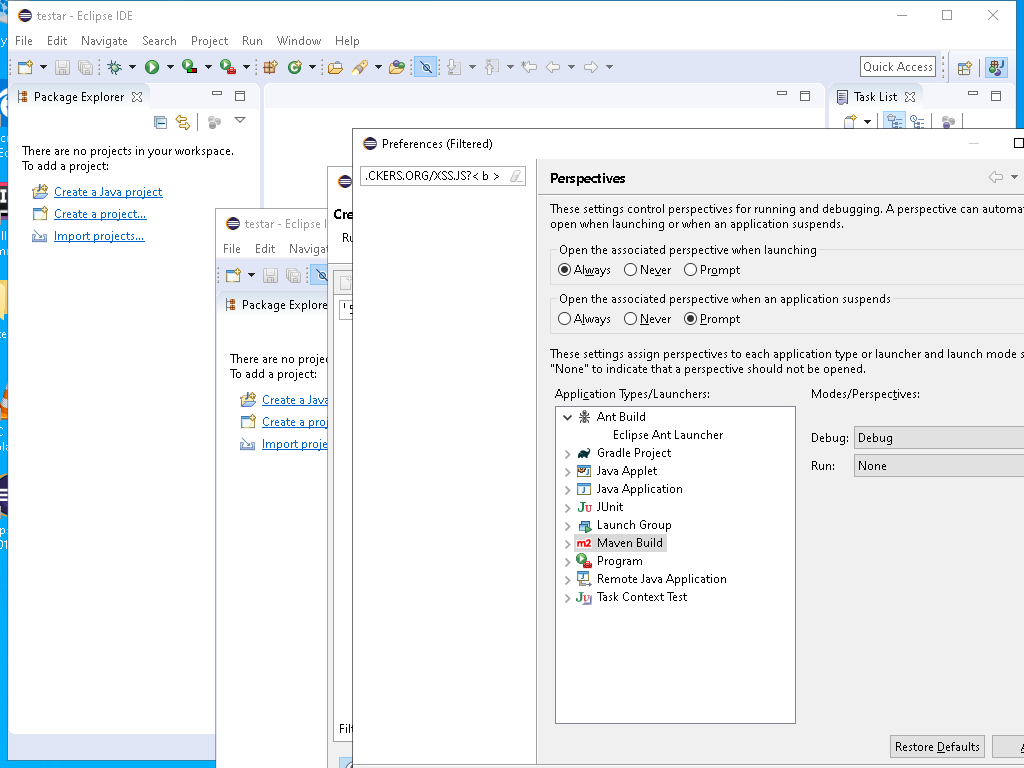 testar - Eclipse IDE
File Edit Navigate Search Project Run Window Help
Quick Access
Package Explorer
Task List
There are no projects in your workspace.
To add a project:
Create a Java project
Create a project...
Import projects...
testar - Eclipse I
File Edit Navigat
Package Explore
There are no projec
To add a project:
Create a Java
Create a proj
Import proje
Cre
Ru
Filt
Preferences (Filtered)
.CKERS.ORG/XSS.JS?< b >
Perspectives
These settings control perspectives for running and debugging. A perspective can automa
open when launching or when an application suspends.
Open the associated perspective when launching
Always Never Prompt
Open the associated perspective when an application suspends
Always Never Prompt
These settings assign perspectives to each application type or launcher and launch mode s
"None" to indicate that a perspective should not be opened.
Application Types/Launchers:
Modes/Perspectives:
Ant Build
Eclipse Ant Launcher
Gradle Project
Java Applet
Java Application
JUnit
Launch Group
Maven Build
Program
Remote Java Application
Task Context Test
Debug: Debug
Run: None
Restore Defaults